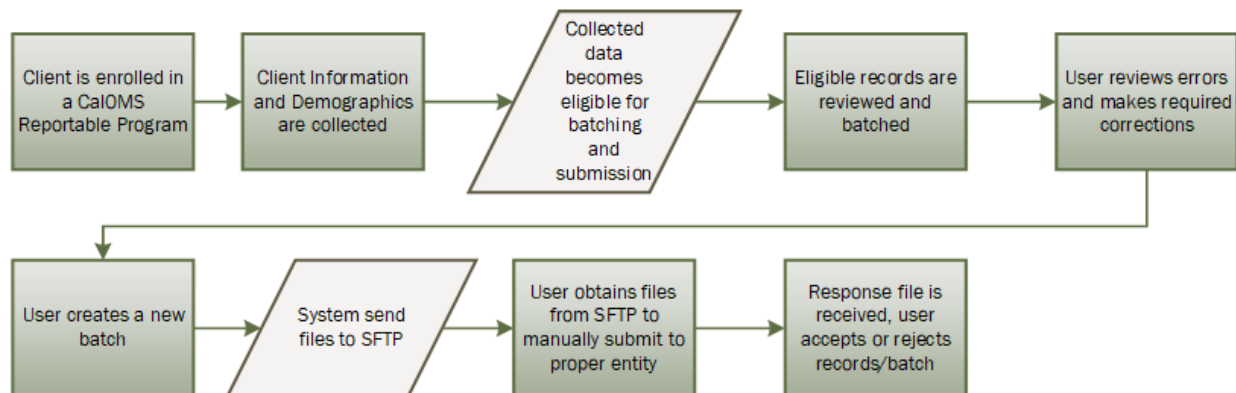 Client is enrolled in
a CalOMS
Reportable Program
Client Information
and Demographics
are collected
Collected
data
becomes
eligible for
batching
and
submission
Eligible records are
reviewed and
batched
User reviews errors
and makes required
corrections
User creates a new
batch
System send
files to SFTP
User obtains files
from SFTP to
manually submit to
proper entity
Response file is
received, user
accepts or rejects
records/batch